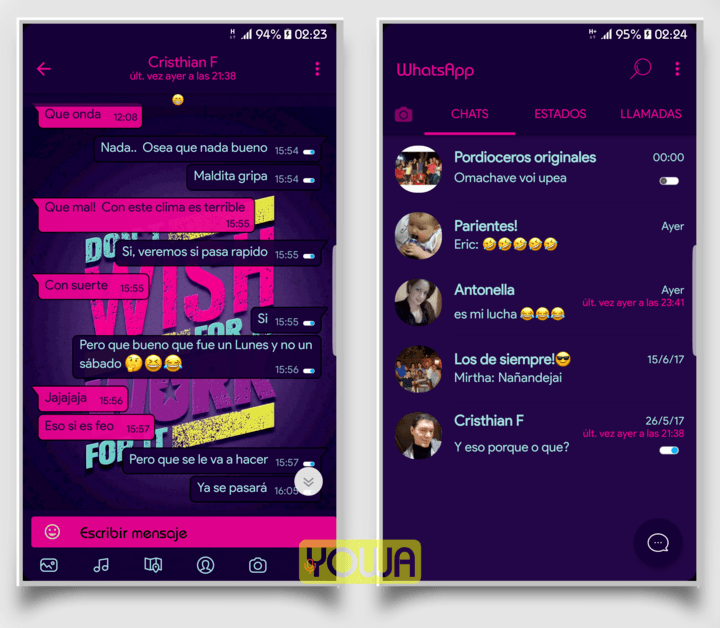 H 94% 02:23
Cristhian F
últ. vez ayer a las 21:38
Que onda 12:08
Nada.. Osea que nada bueno 15:54
Maldita gripa 15:54
Que mal! Con este clima es terrible
15:55
DON'T
Si, veremos si pasa rapido 15:55
WISH
Con suerte 15:55
Si 15:55
FOR IT
Pero que bueno que fue un Lunes y no un
sábado 🤔😆😂 15:56
WORK
Jajajaja 15:56
Eso si es feo 15:57
FOR IT
Pero que se le va a hacer 15:57
Ya se pasará 16:05
Escribir mensaje
H+ 95% 02:24
WhatsApp
CHATS ESTADOS LLAMADAS
Pordioceros originales 00:00
Omachave voi upea
Parientes! Ayer
Eric: 🤣🤣🤣🤣🤣
Antonella Ayer
últ. vez ayer a las 23:41
es mi lucha 😂😂😂
Los de siempre!😎 15/6/17
Mirtha: Nañandejai
Cristhian F 26/5/17
últ. vez ayer a las 21:38
Y eso porque o que?
YOWA